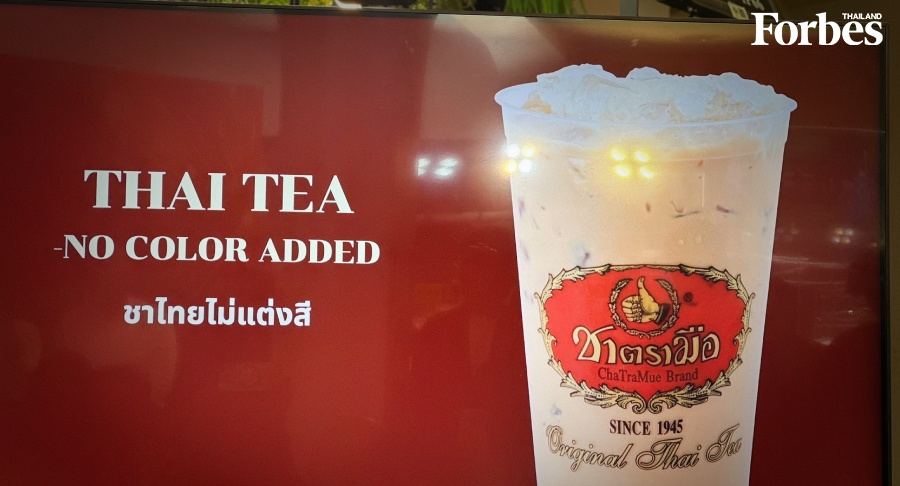 Forbes
THAILAND
THAI TEA
-NO COLOR ADDED
ชาไทยไม่แต่งสี
ชาตรามือ
ChaTraMue Brand
SINCE 1945
Original Thai Tea